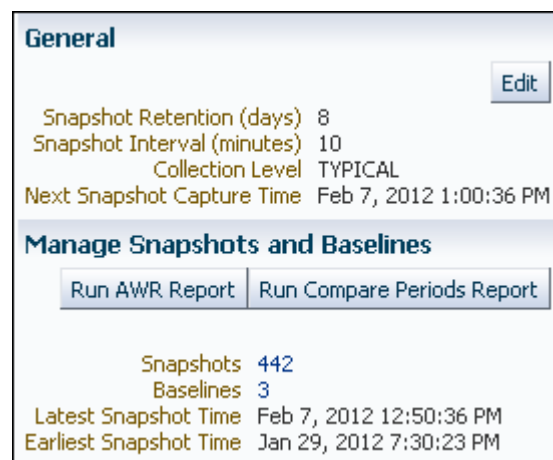 General
Edit
Snapshot Retention (days) 8
Snapshot Interval (minutes) 10
Collection Level TYPICAL
Next Snapshot Capture Time Feb 7, 2012 1:00:36 PM
Manage Snapshots and Baselines
Run AWR Report Run Compare Periods Report
Snapshots 442
Baselines 3
Latest Snapshot Time Feb 7, 2012 12:50:36 PM
Earliest Snapshot Time Jan 29, 2012 7:30:23 PM